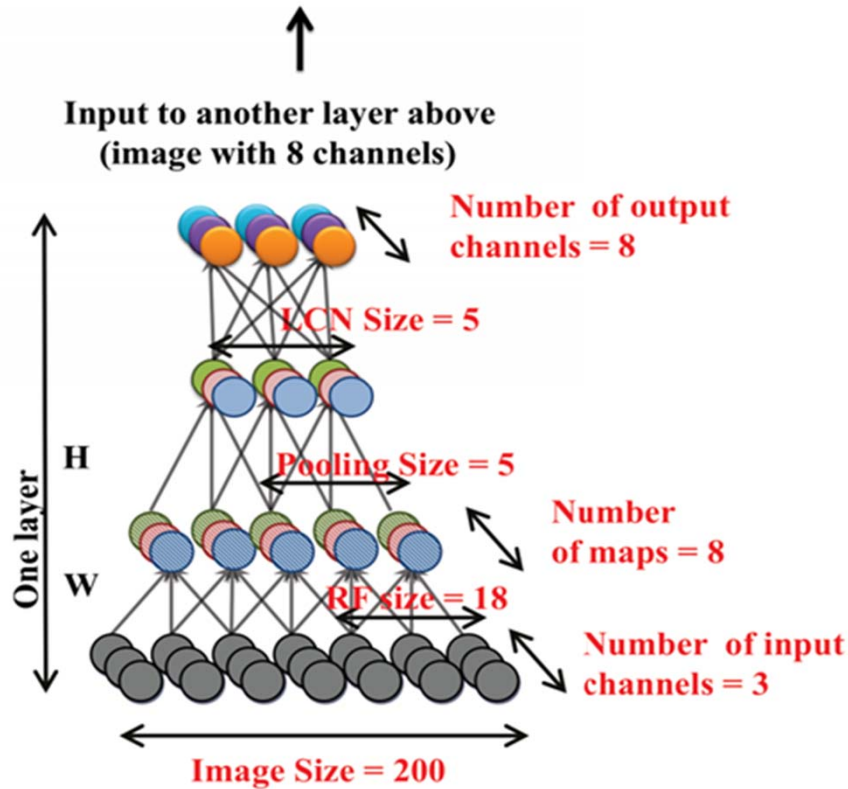 Input to another layer above
(image with 8 channels)
Number of output
channels = 8
LCN Size = 5
H
Pooling Size = 5
One layer
Number
of maps = 8
W
RF size = 18
Number of input
channels = 3
Image Size = 200